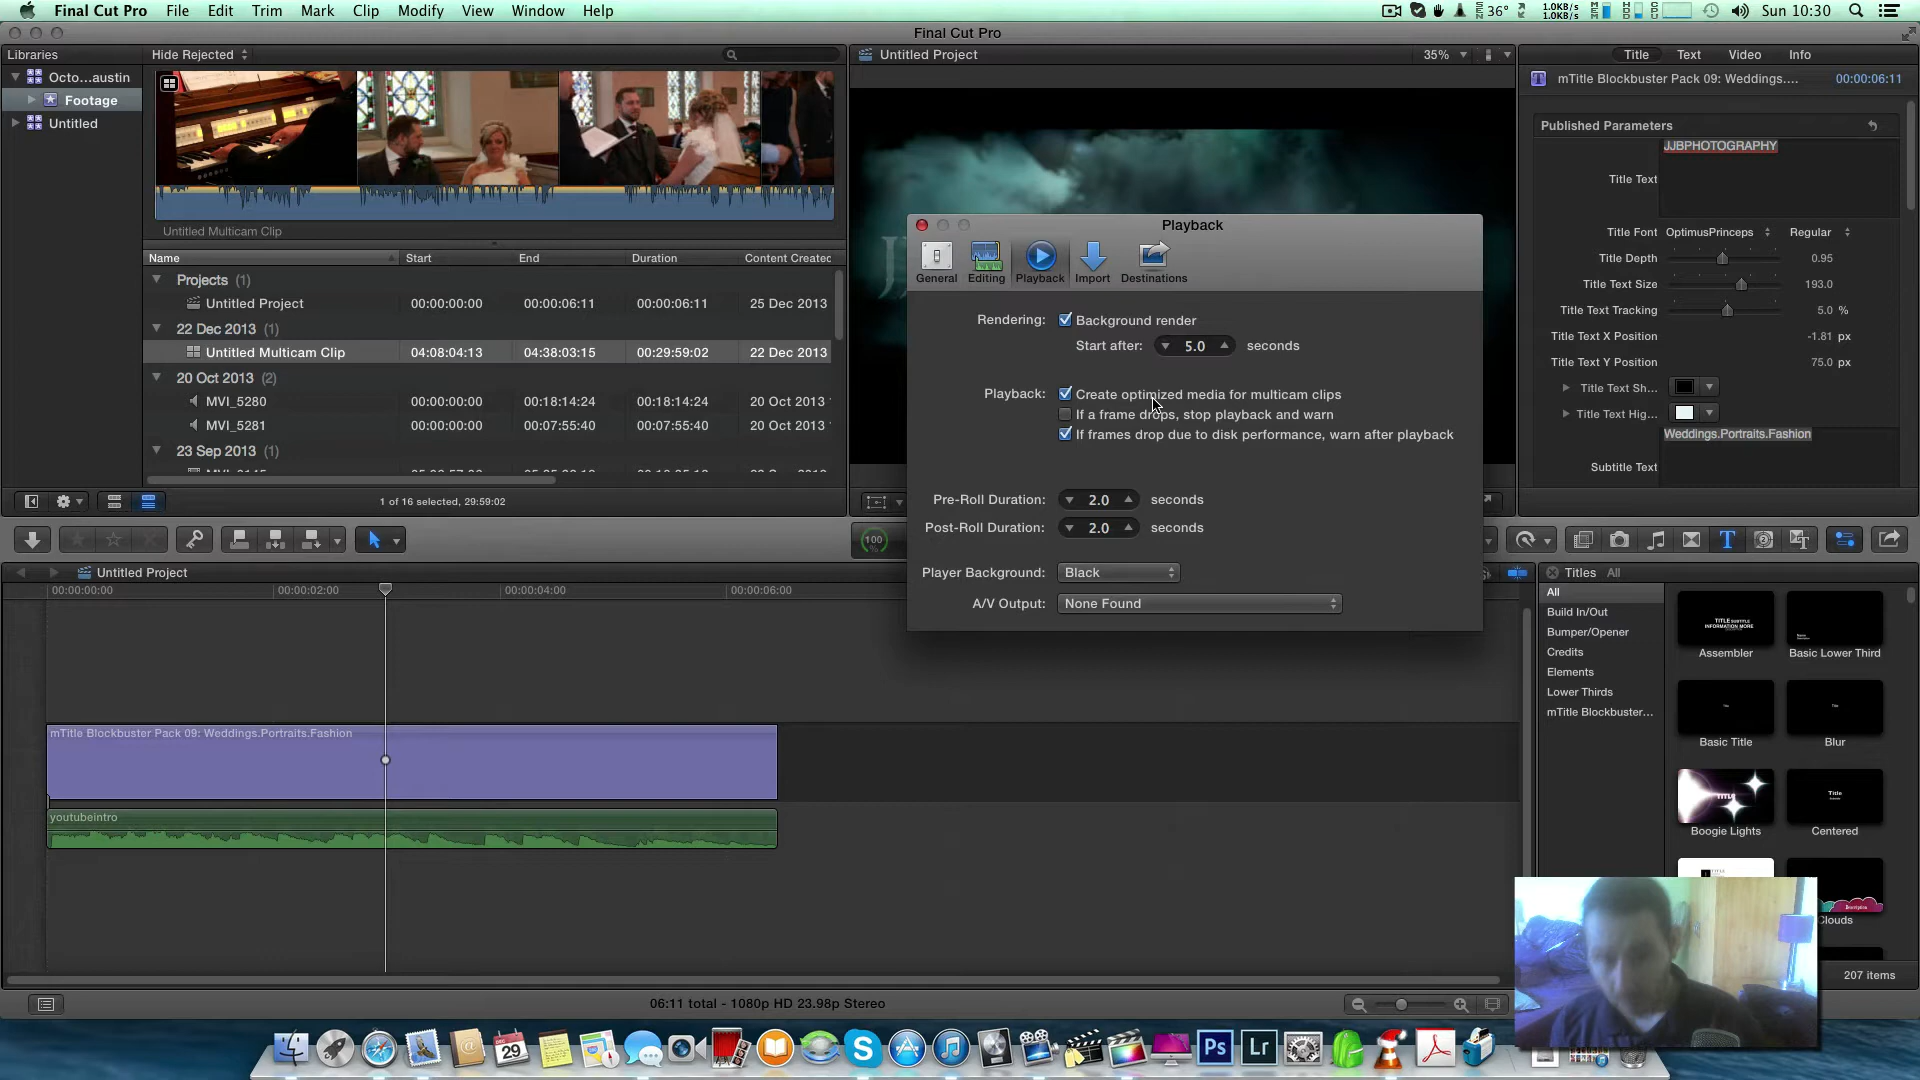 Final Cut Pro File Edit Trim Mark Clip Modify View Window Help
36° 1.0KB/s 1.0KB/s Sun 10:30
Final Cut Pro
Libraries
Hide Rejected
Octo...austin
Footage
Untitled
Untitled Multicam Clip
Name Start End Duration Content Created
Projects (1)
Untitled Project 00:00:00:00 00:00:06:11 00:00:06:11 25 Dec 2013
22 Dec 2013 (1)
Untitled Multicam Clip 04:08:04:13 04:38:03:15 00:29:59:02 22 Dec 2013
20 Oct 2013 (2)
MVI_5280 00:00:00:00 00:18:14:24 00:18:14:24 20 Oct 2013
MVI_5281 00:00:00:00 00:07:55:40 00:07:55:40 20 Oct 2013
23 Sep 2013 (1)
1 of 16 selected, 29:59:02
Untitled Project
35%
Playback
General Editing Playback Import Destinations
Rendering: Background render
Start after: 5.0 seconds
Playback: Create optimized media for multicam clips
If a frame drops, stop playback and warn
If frames drop due to disk performance, warn after playback
Pre-Roll Duration: 2.0 seconds
Post-Roll Duration: 2.0 seconds
Player Background: Black
A/V Output: None Found
Title Text Video Info
mTitle Blockbuster Pack 09: Weddings.... 00:00:06:11
Published Parameters
JJBPHOTOGRAPHY
Title Text
Title Font OptimusPrinceps Regular
Title Depth 0.95
Title Text Size 193.0
Title Text Tracking 5.0 %
Title Text X Position -1.81 px
Title Text Y Position 75.0 px
Title Text Sh...
Title Text Hig...
Weddings.Portraits.Fashion
Subtitle Text
100 %
Untitled Project
00:00:00:00 00:00:02:00 00:00:04:00 00:00:06:00
mTitle Blockbuster Pack 09: Weddings.Portraits.Fashion
youtubeintro
06:11 total - 1080p HD 23.98p Stereo
Titles All
All
Build In/Out
Bumper/Opener
Credits
Elements
Lower Thirds
mTitle Blockbuster...
TITLE SUBTITLE
INFORMATION MORE
Assembler
Basic Lower Third
Basic Title
Blur
Boogie Lights
Title
Centered
Clouds
207 items
DEC
29
Ps
Lr